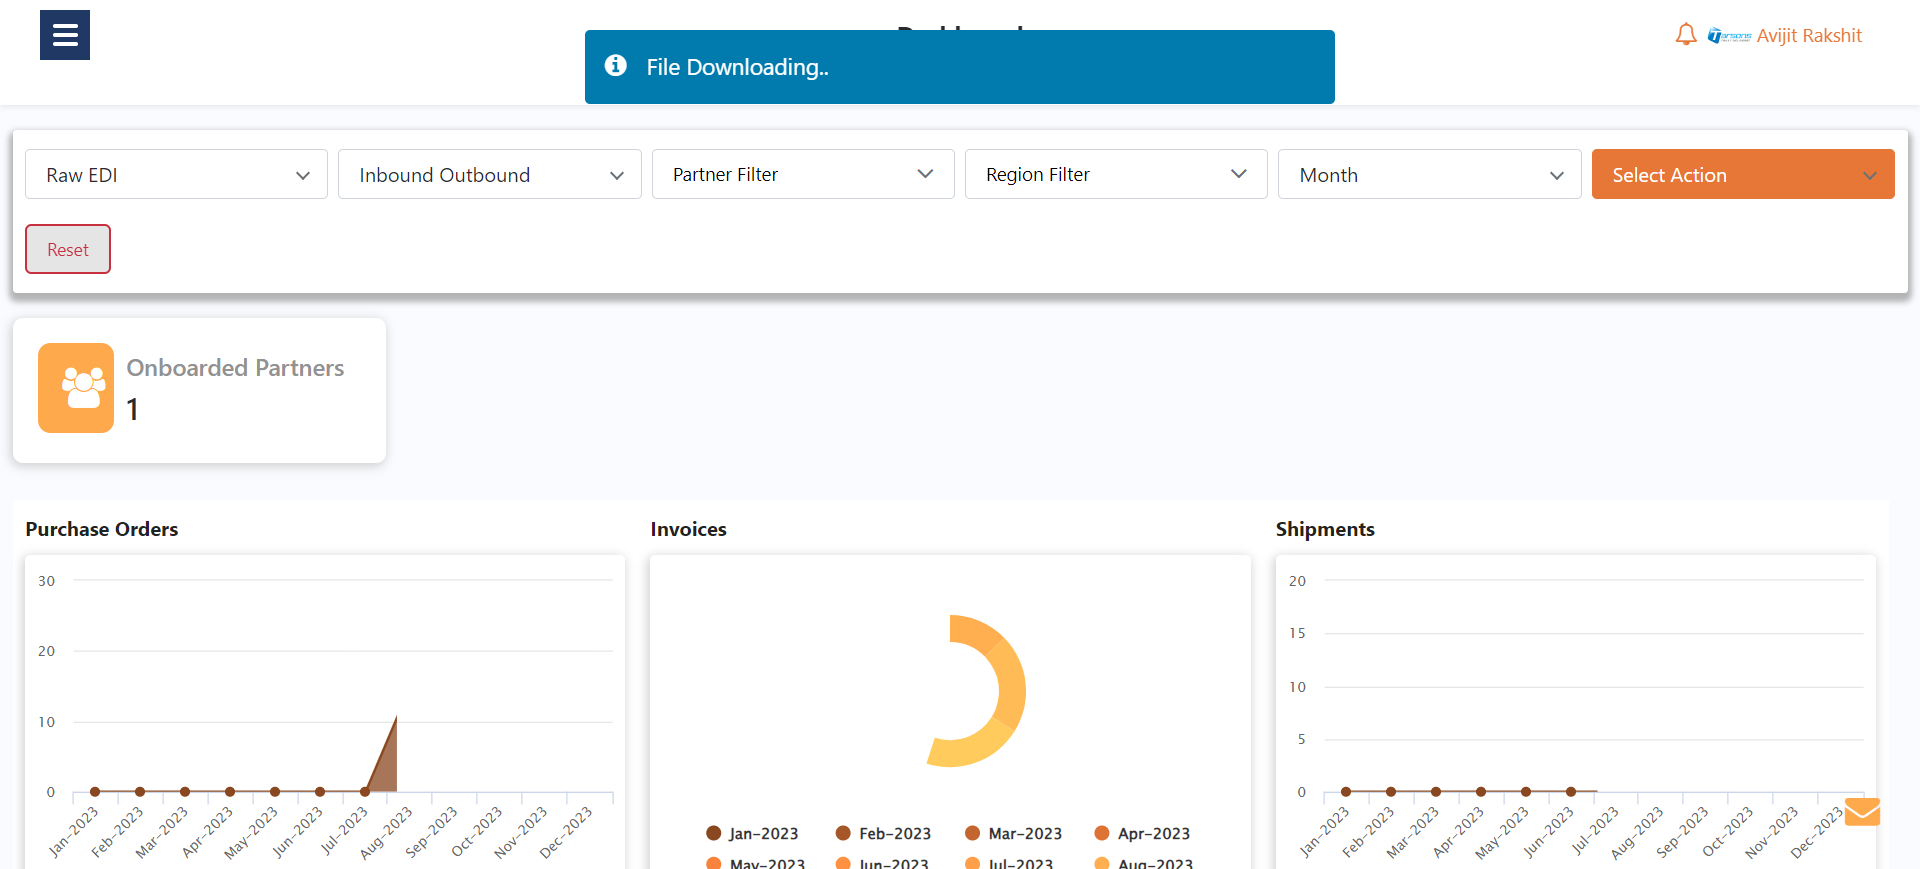 File Downloading..
Tarsons
Avijit Rakshit
Raw EDI
Inbound Outbound
Partner Filter
Region Filter
Month
Select Action
Reset
Onboarded Partners
1
Purchase Orders
30
20
10
0
Jan-2023
Feb-2023
Mar-2023
Apr-2023
May-2023
Jun-2023
Jul-2023
Aug-2023
Sep-2023
Oct-2023
Nov-2023
Dec-2023
Invoices
Jan-2023
Feb-2023
Mar-2023
Apr-2023
May-2023
Jun-2023
Jul-2023
Aug-2023
Shipments
20
15
10
5
0
Jan-2023
Feb-2023
Mar-2023
Apr-2023
May-2023
Jun-2023
Jul-2023
Aug-2023
Sep-2023
Oct-2023
Nov-2023
Dec-2023